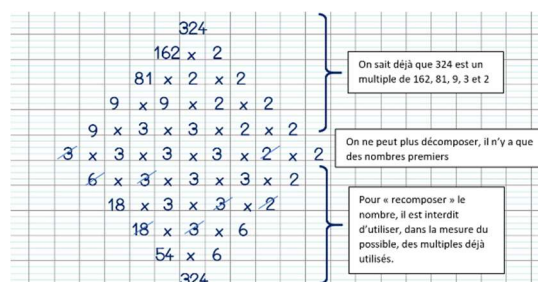 324
162 x 2
81 x 2 x 2
9 x 9 x 2 x 2
9 x 3 x 3 x 2 x 2
3 x 3 x 3 x 3 x 2 x 2
6 x 3 x 3 x 3 x 2
18 x 3 x 3 x 2
18 x 3 x 6
54 x 6
324
On sait déjà que 324 est un
multiple de 162, 81, 9, 3 et 2
On ne peut plus décomposer, il n'y a que
des nombres premiers
Pour « recomposer » le
nombre, il est interdit
d'utiliser, dans la mesure du
possible, des multiples déjà
utilisés.